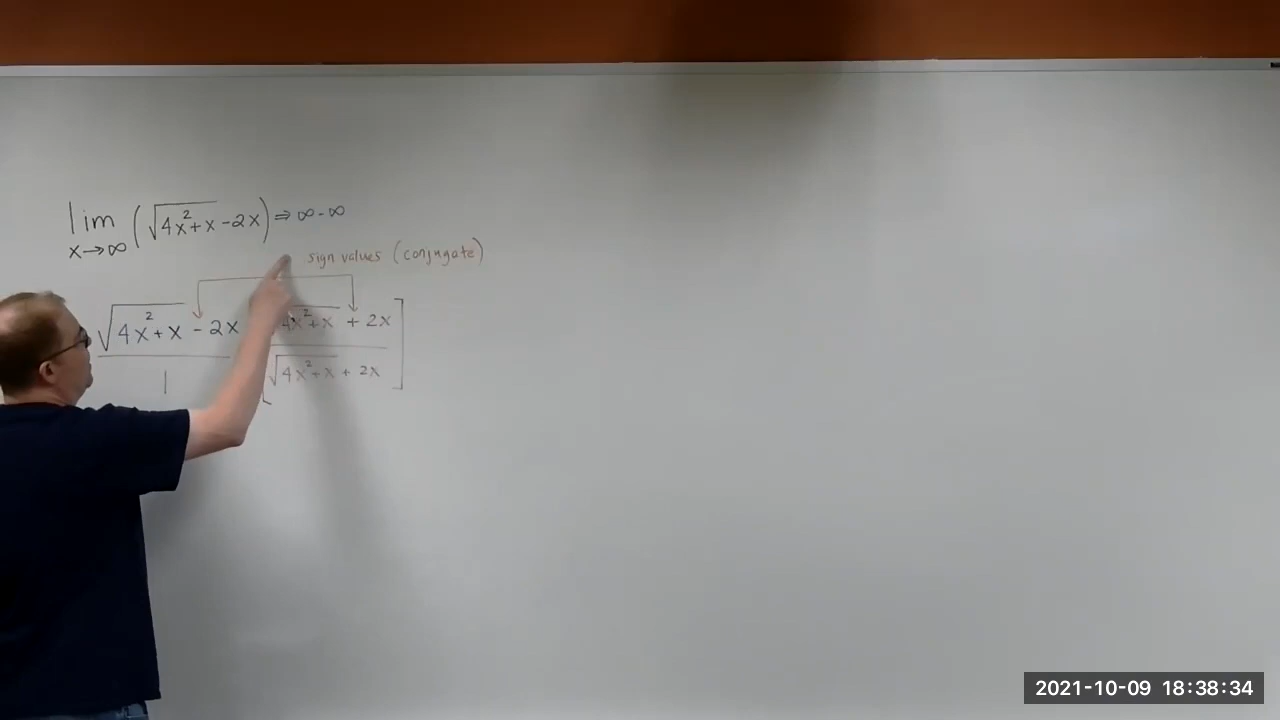 lim (√4x²+x -2x) ⇒ ∞-∞
x→∞
sign values (conjugate)
√4x²+x - 2x 4x²+x + 2x]
1 √4x²+x + 2x
2021-10-09 18:38:34